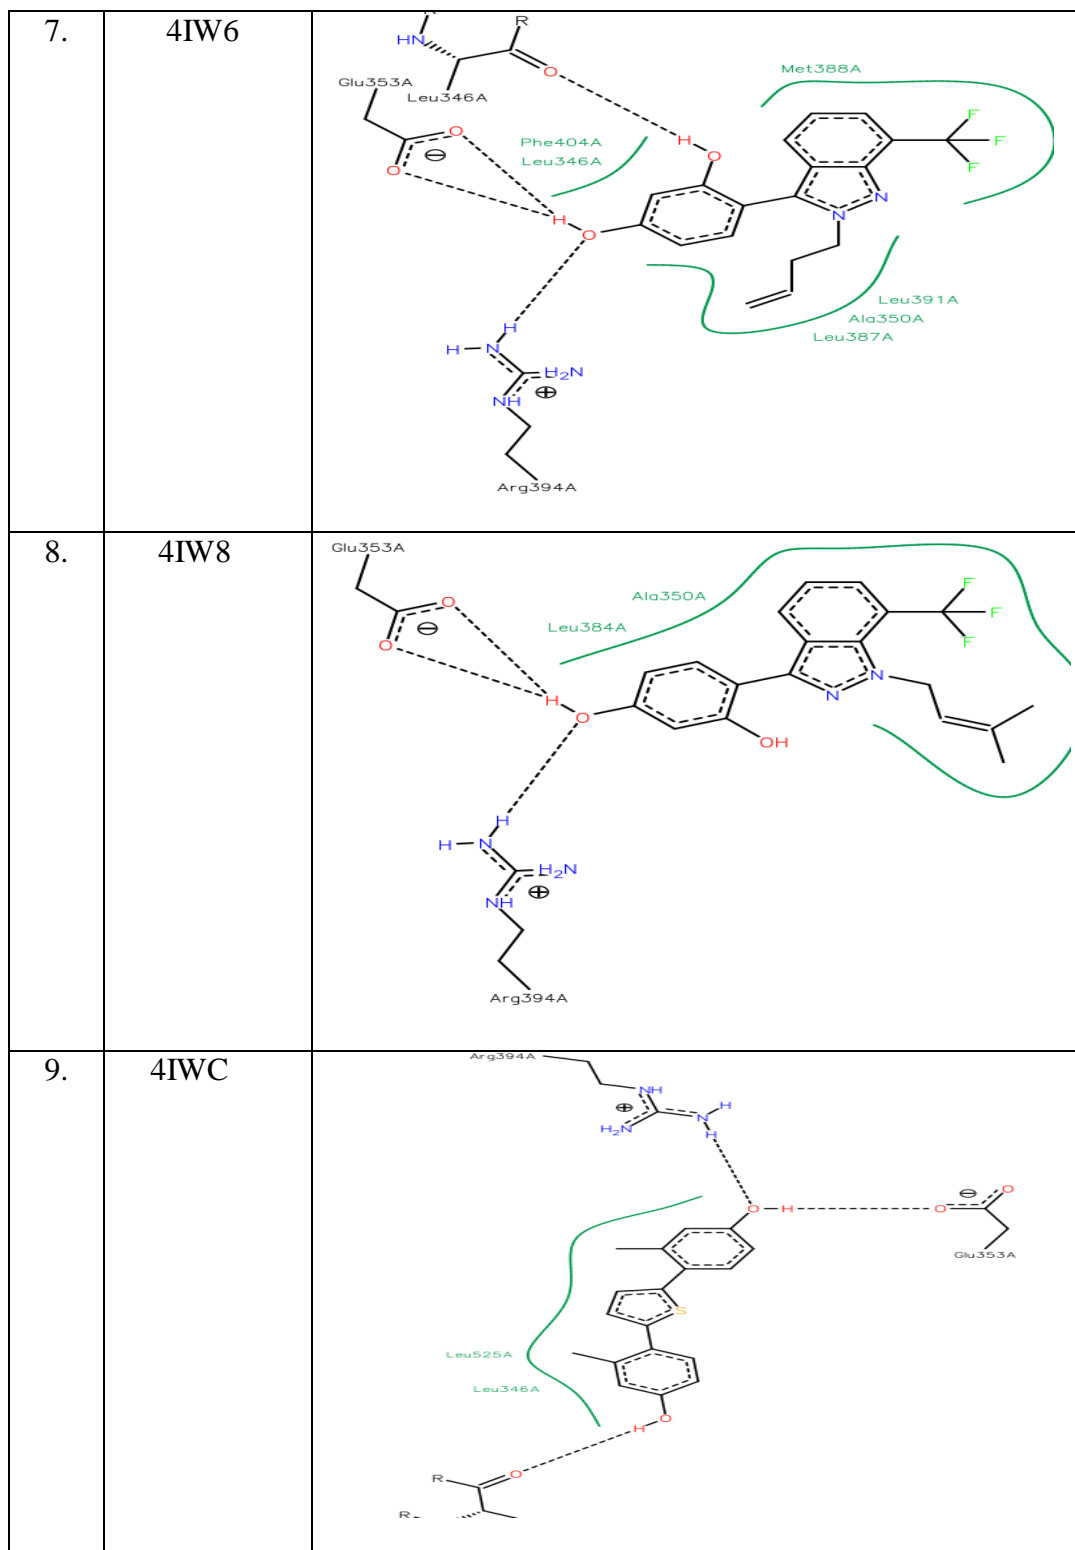 7.
4IW6
R
HN
R
O
Glu353A
Leu346A
O
O
Phe404A
Leu346A
H
O
Met388A
F
F
F
N
N
H
O
Leu391A
Ala350A
Leu387A
H
H
N
H2N
NH
Arg394A
8.
4IW8
Glu353A
O
O
Ala350A
Leu384A
F
F
F
N
N
H
O
OH
H
H
N
H2N
NH
Arg394A
9.
4IWC
Arg394A
NH
H
N
H2N
H
O
H
O
O
Glu353A
S
Leu525A
Leu346A
O
H
R
O
R